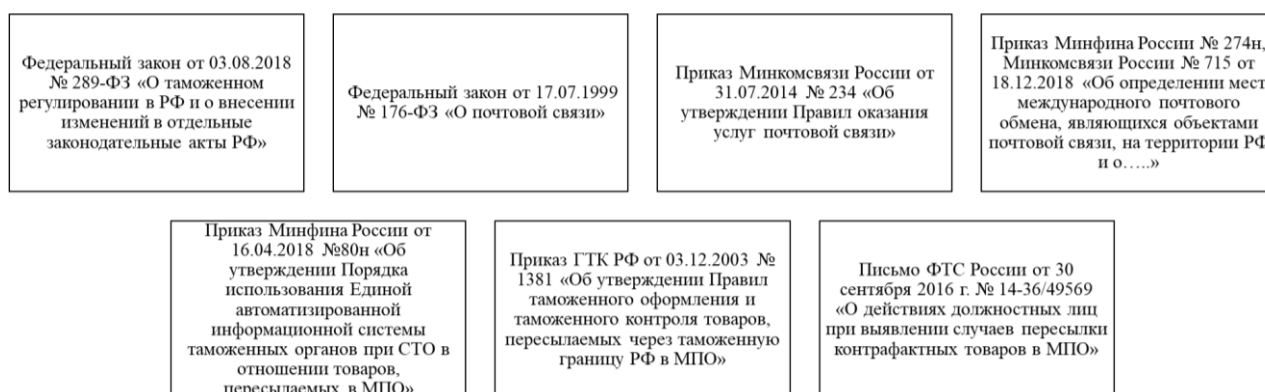 Федеральный закон от 03.08.2018
№ 289-ФЗ «О таможенном
регулировании в РФ и о внесении
изменений в отдельные
законодательные акты РФ»
Федеральный закон от 17.07.1999
№ 176-ФЗ «О почтовой связи»
Приказ Минкомсвязи России от
31.07.2014 № 234 «Об
утверждении Правил оказания
услуг почтовой связи»
Приказ Минфина России № 274н,
Минкомсвязи России № 715 от
18.12.2018 «Об определении мест
международного почтового
обмена, являющихся объектами
почтовой связи, на территории РФ
и о…..»
Приказ Минфина России от
16.04.2018 №80н «Об
утверждении Порядка
использования Единой
автоматизированной
информационной системы
таможенных органов при СТО в
отношении товаров,
пересылаемых в МПО»
Приказ ГТК РФ от 03.12.2003 №
1381 «Об утверждении Правил
таможенного оформления и
таможенного контроля товаров,
пересылаемых через таможенную
границу РФ в МПО»
Письмо ФТС России от 30
сентября 2016 г. № 14-36/49569
«О действиях должностных лиц
при выявлении случаев пересылки
контрафактных товаров в МПО»